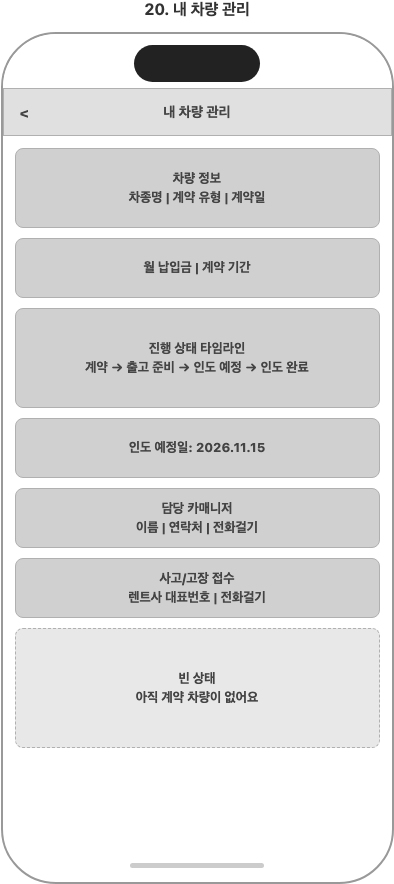 20. 내 차량 관리
< 내 차량 관리
차량 정보
차종명 | 계약 유형 | 계약일
월 납입금 | 계약 기간
진행 상태 타임라인
계약 → 출고 준비 → 인도 예정 → 인도 완료
인도 예정일: 2026.11.15
담당 카매니저
이름 | 연락처 | 전화걸기
사고/고장 접수
렌트사 대표번호 | 전화걸기
빈 상태
아직 계약 차량이 없어요